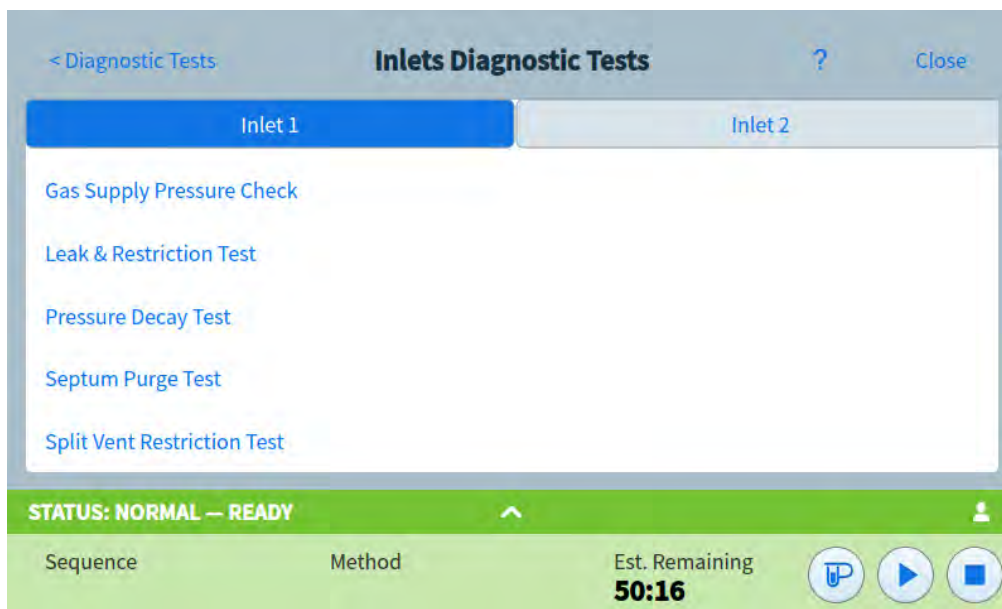 < Diagnostic Tests
Inlets Diagnostic Tests
?
Close
Inlet 1
Inlet 2
Gas Supply Pressure Check
Leak & Restriction Test
Pressure Decay Test
Septum Purge Test
Split Vent Restriction Test
STATUS: NORMAL — READY
Sequence
Method
Est. Remaining
50:16